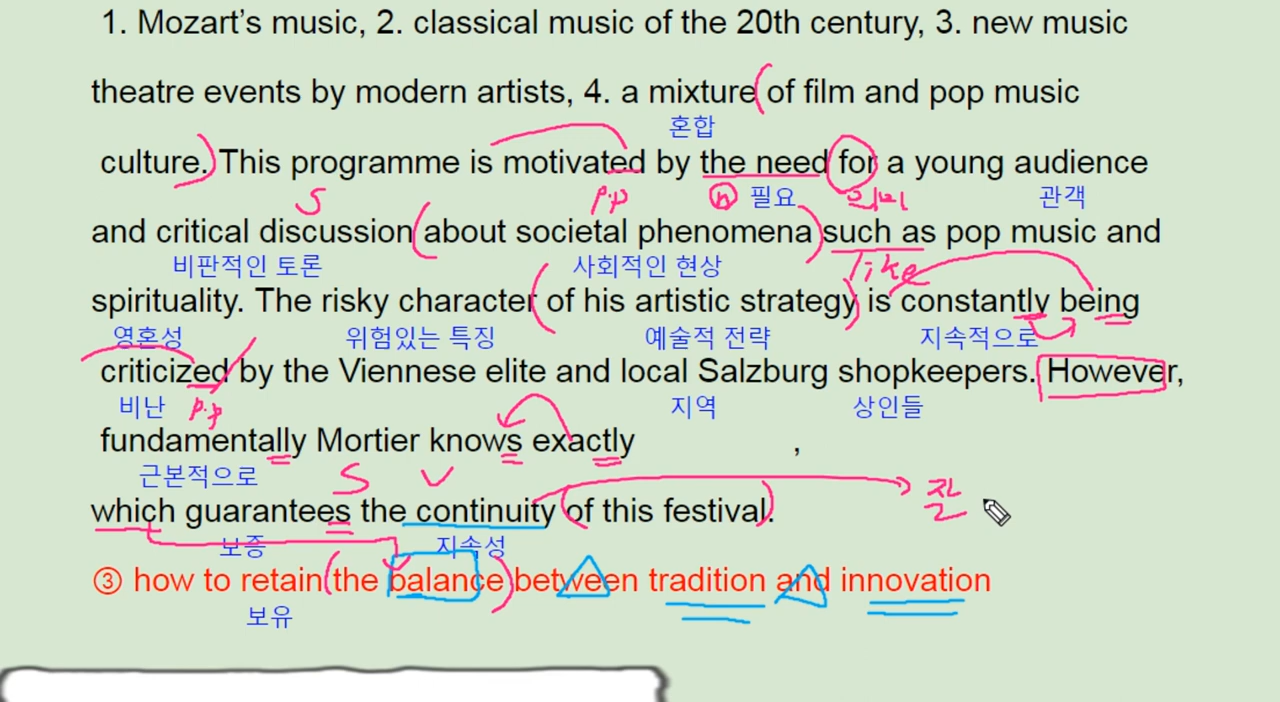 1. Mozart's music, 2. classical music of the 20th century, 3. new music
theatre events by modern artists, 4. a mixture of film and pop music
혼합
culture. This programme is motivated by the need for a young audience
S p.p n 필요 관객
and critical discussion about societal phenomena such as pop music and
비판적인 토론 사회적인 현상 like
spirituality. The risky character of his artistic strategy is constantly being
영혼성 위험있는 특징 예술적 전략 지속적으로
criticized by the Viennese elite and local Salzburg shopkeepers. However,
비난 p.p 지역 상인들
fundamentally Mortier knows exactly ,
근본적으로 S V
which guarantees the continuity of this festival.
보증 지속성
③ how to retain the balance between tradition and innovation
보유